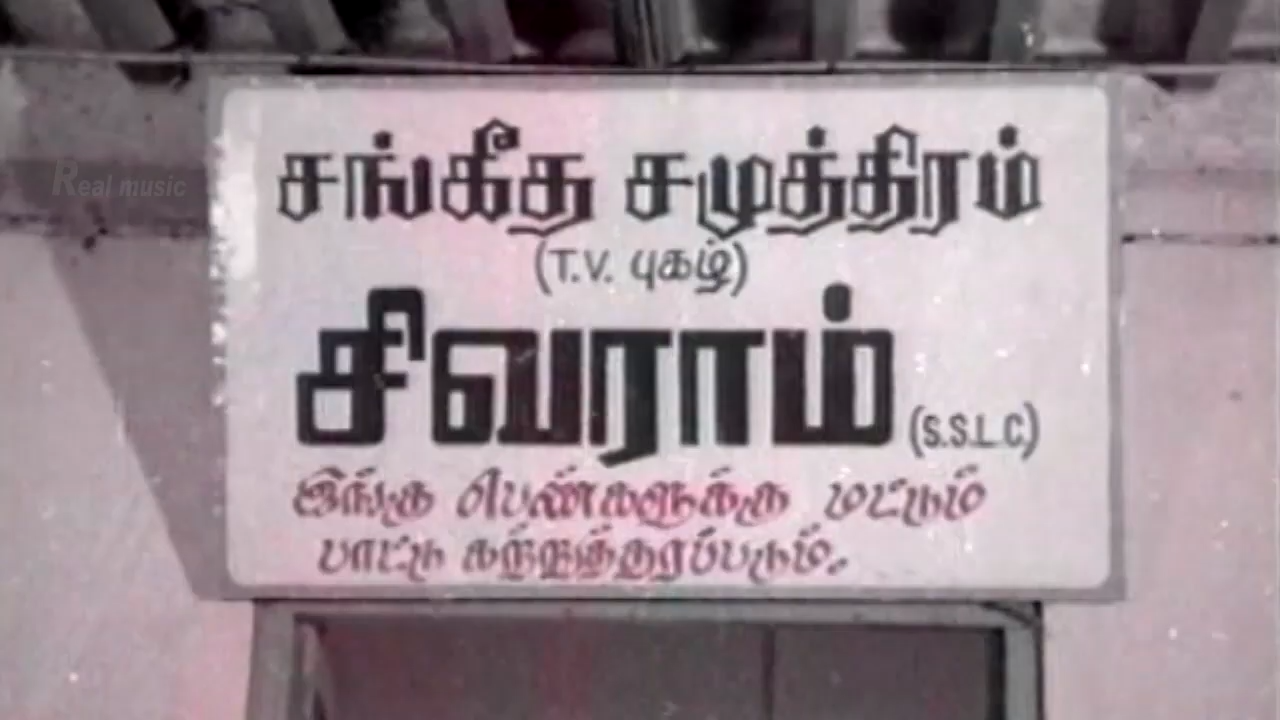 Real music
சங்கீத சமுத்திரம்
(T.V. புகழ்)
சிவராம் (S.S.L.C.)
இங்கு பெண்களுக்கு மட்டும்
பாட்டு கற்றுத்தரப்படும்.